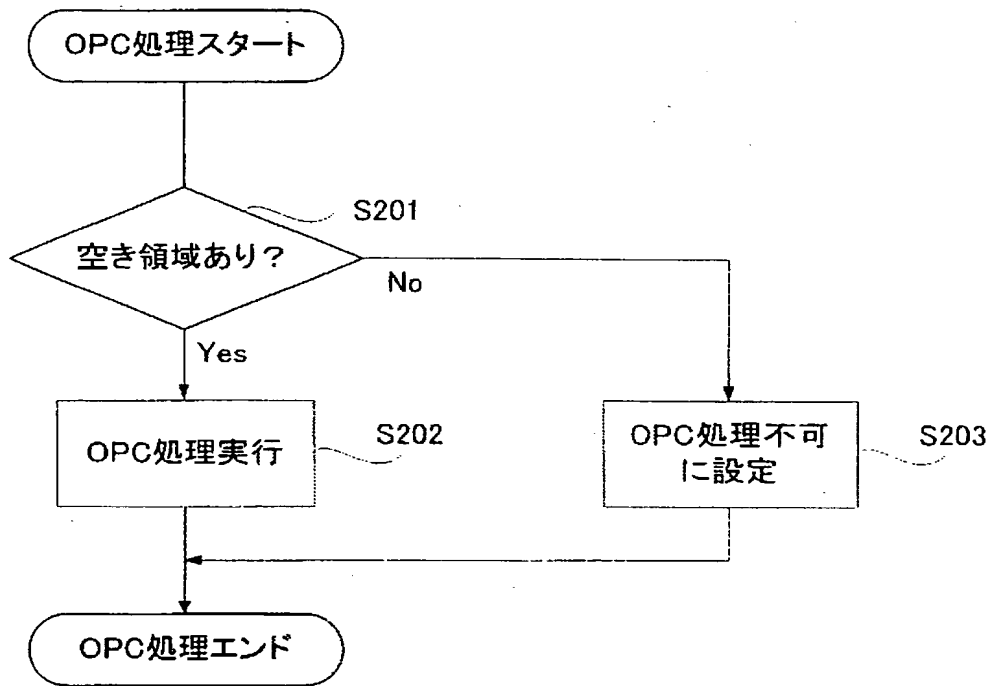 OPC処理スタート
S201
空き領域あり？
No
Yes
OPC処理実行
S202
OPC処理不可
に設定
S203
OPC処理エンド